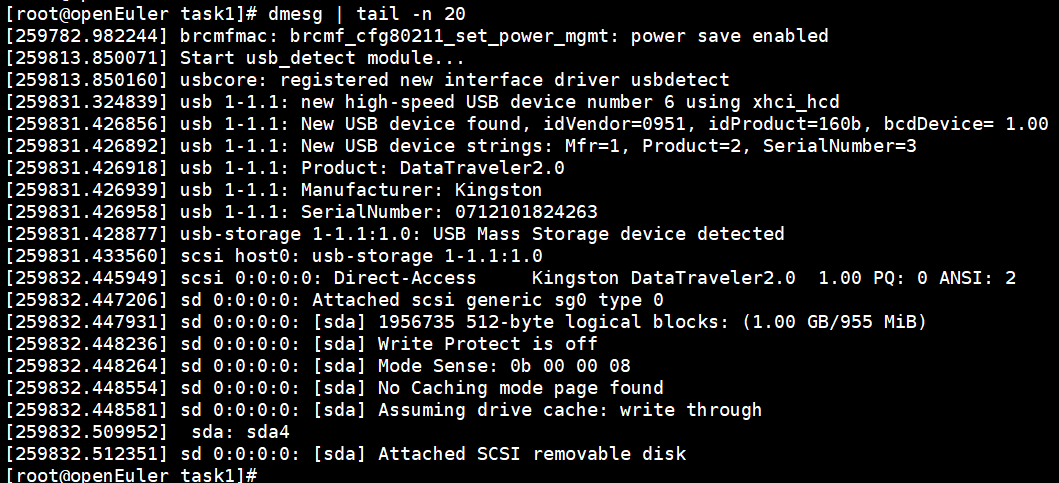 [root@openEuler task1]# dmesg | tail -n 20
[259782.982244] brcmfmac: brcmf_cfg80211_set_power_mgmt: power save enabled
[259813.850071] Start usb_detect module...
[259813.850160] usbcore: registered new interface driver usbdetect
[259831.324839] usb 1-1.1: new high-speed USB device number 6 using xhci_hcd
[259831.426856] usb 1-1.1: New USB device found, idVendor=0951, idProduct=160b, bcdDevice= 1.00
[259831.426892] usb 1-1.1: New USB device strings: Mfr=1, Product=2, SerialNumber=3
[259831.426918] usb 1-1.1: Product: DataTraveler2.0
[259831.426939] usb 1-1.1: Manufacturer: Kingston
[259831.426958] usb 1-1.1: SerialNumber: 0712101824263
[259831.428877] usb-storage 1-1.1:1.0: USB Mass Storage device detected
[259831.433560] scsi host0: usb-storage 1-1.1:1.0
[259832.445949] scsi 0:0:0:0: Direct-Access     Kingston DataTraveler2.0  1.00 PQ: 0 ANSI: 2
[259832.447206] sd 0:0:0:0: Attached scsi generic sg0 type 0
[259832.447931] sd 0:0:0:0: [sda] 1956735 512-byte logical blocks: (1.00 GB/955 MiB)
[259832.448236] sd 0:0:0:0: [sda] Write Protect is off
[259832.448264] sd 0:0:0:0: [sda] Mode Sense: 0b 00 00 08
[259832.448554] sd 0:0:0:0: [sda] No Caching mode page found
[259832.448581] sd 0:0:0:0: [sda] Assuming drive cache: write through
[259832.509952]  sda: sda4
[259832.512351] sd 0:0:0:0: [sda] Attached SCSI removable disk
[root@openEuler task1]#